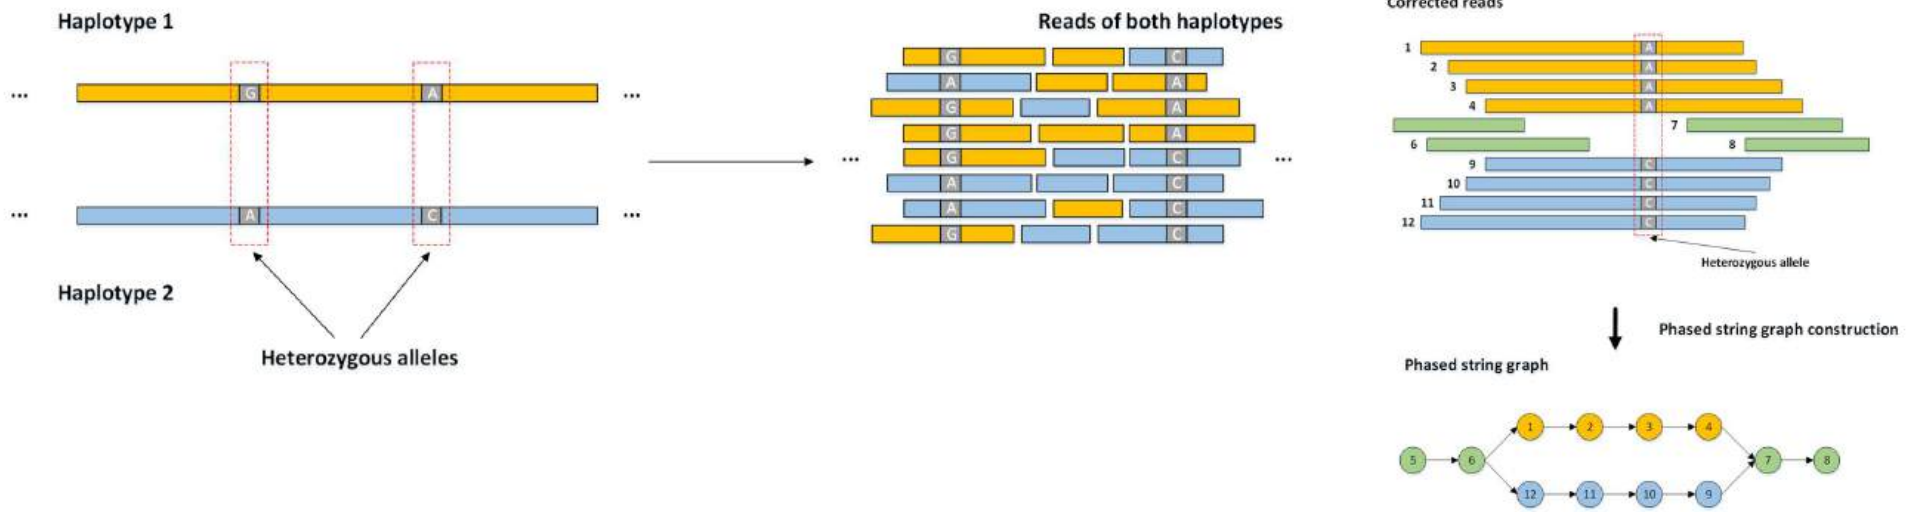 Haplotype 1
G
A
...
...
A
C
...
...
Haplotype 2
Heterozygous alleles
Reads of both haplotypes
G
C
A
A
G
A
G
A
...
G
C
...
A
C
A
C
G
C
Corrected reads
1
A
2
A
3
A
4
A
7
6
8
9
C
10
C
11
C
12
C
Heterozygous allele
Phased string graph construction
Phased string graph
1
2
3
4
5
6
7
8
12
11
10
9